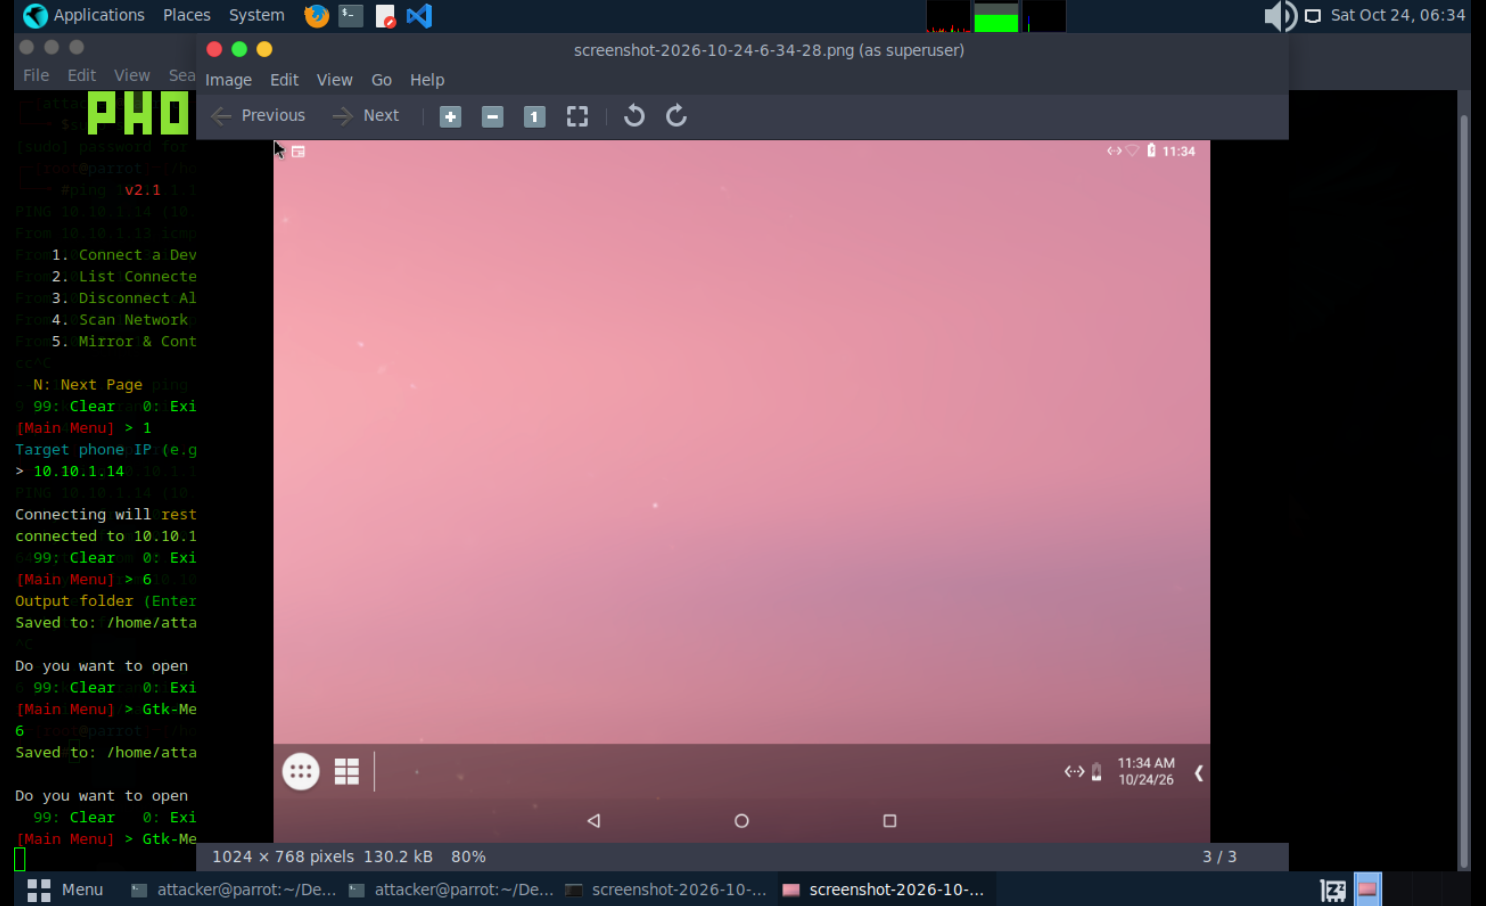 Applications Places System
Sat Oct 24, 06:34
screenshot-2026-10-24-6-34-28.png (as superuser)
File Edit View Sea
Image Edit View Go Help
Previous Next
PHO
[sudo] password for
v2.1
11:34
1. Connect a Dev
2. List Connecte
3. Disconnect Al
4. Scan Network
5. Mirror & Cont
N: Next Page
99: Clear 0: Exi
[Main Menu] > 1
Target phone IP (e.g
> 10.10.1.14
Connecting will rest
connected to 10.10.1
99: Clear 0: Exi
[Main Menu] > 6
Output folder (Enter
Saved to: /home/atta
Do you want to open
99: Clear 0: Exi
[Main Menu] > Gtk-Me
6
Saved to: /home/atta
Do you want to open
99: Clear 0: Exi
[Main Menu] > Gtk-Me
11:34 AM
10/24/26
1024 × 768 pixels 130.2 kB 80%
3 / 3
Menu
attacker@parrot:~/De...
attacker@parrot:~/De...
screenshot-2026-10-...
screenshot-2026-10-...